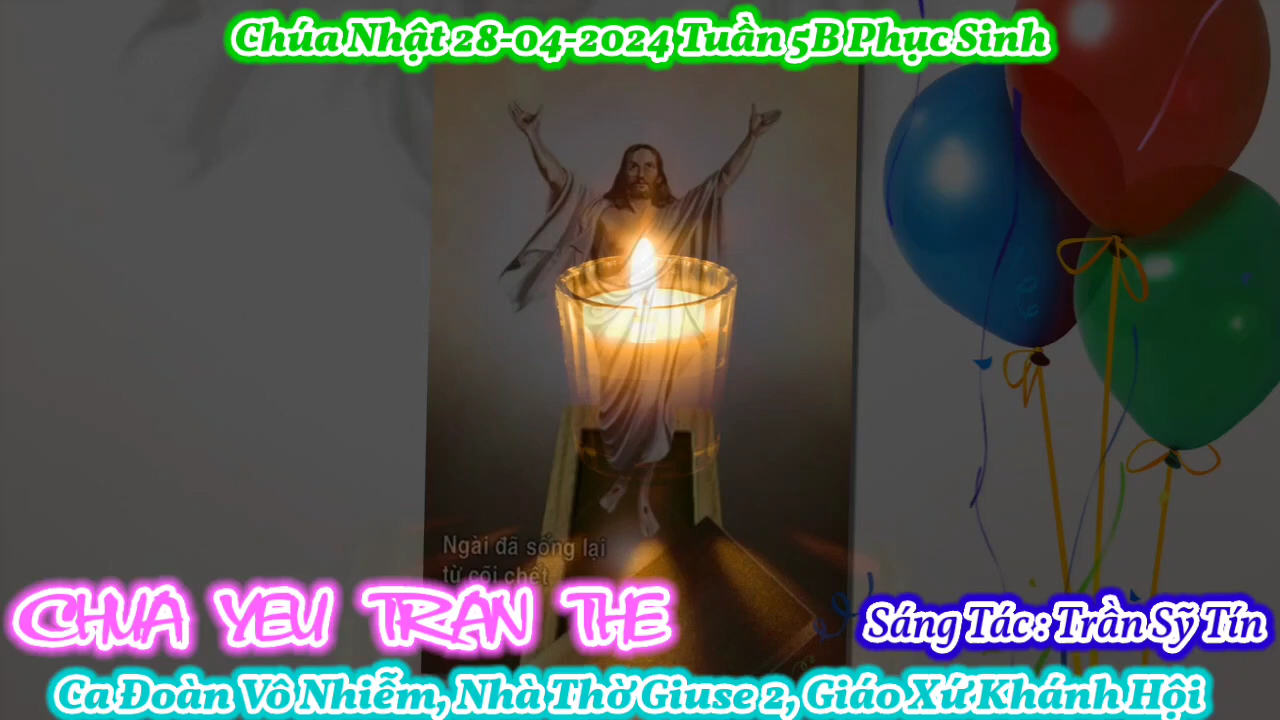 Chúa Nhật 28-04-2024 Tuần 5B Phục Sinh
Ngài đã sống lại
từ cõi chết
CHUA YEU TRAN THE
Sáng Tác : Trần Sỹ Tín
Ca Đoàn Vô Nhiễm, Nhà Thờ Giuse 2, Giáo Xứ Khánh Hội